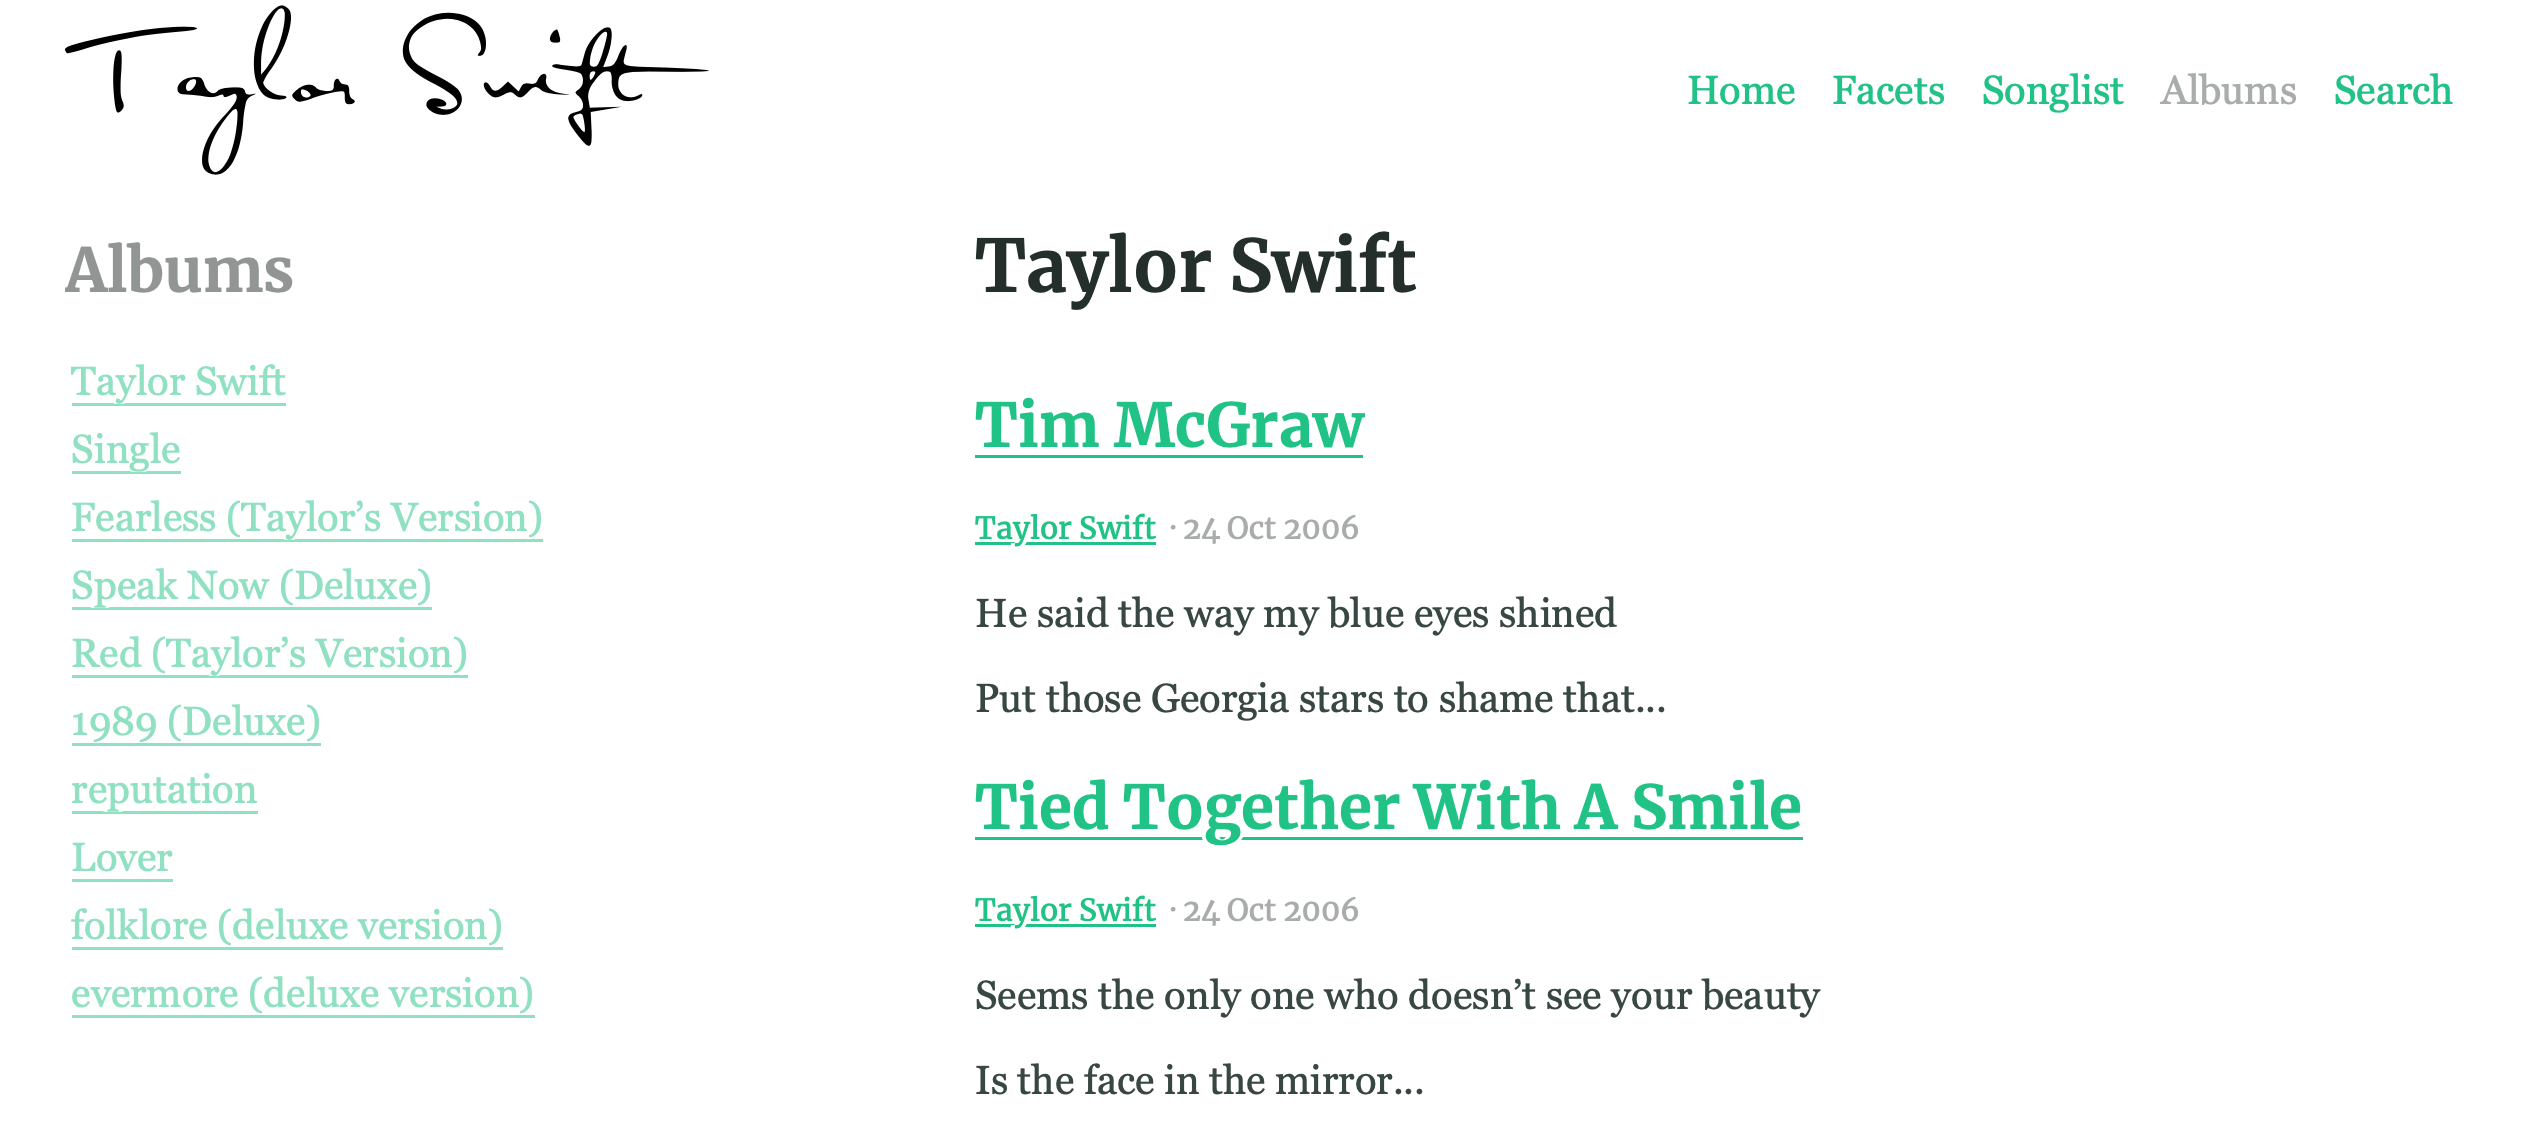 Taylor Swift
Home Facets Songlist Albums Search
Albums
Taylor Swift
Single
Fearless (Taylor’s Version)
Speak Now (Deluxe)
Red (Taylor’s Version)
1989 (Deluxe)
reputation
Lover
folklore (deluxe version)
evermore (deluxe version)
Taylor Swift
Tim McGraw
Taylor Swift · 24 Oct 2006
He said the way my blue eyes shined
Put those Georgia stars to shame that...
Tied Together With A Smile
Taylor Swift · 24 Oct 2006
Seems the only one who doesn’t see your beauty
Is the face in the mirror...